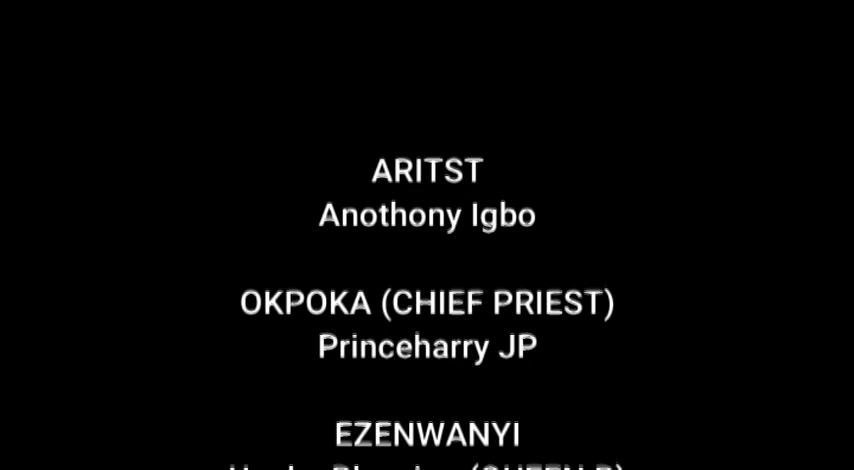 ARITST
Anothony Igbo
OKPOKA (CHIEF PRIEST)
Princeharry JP
EZENWANYI